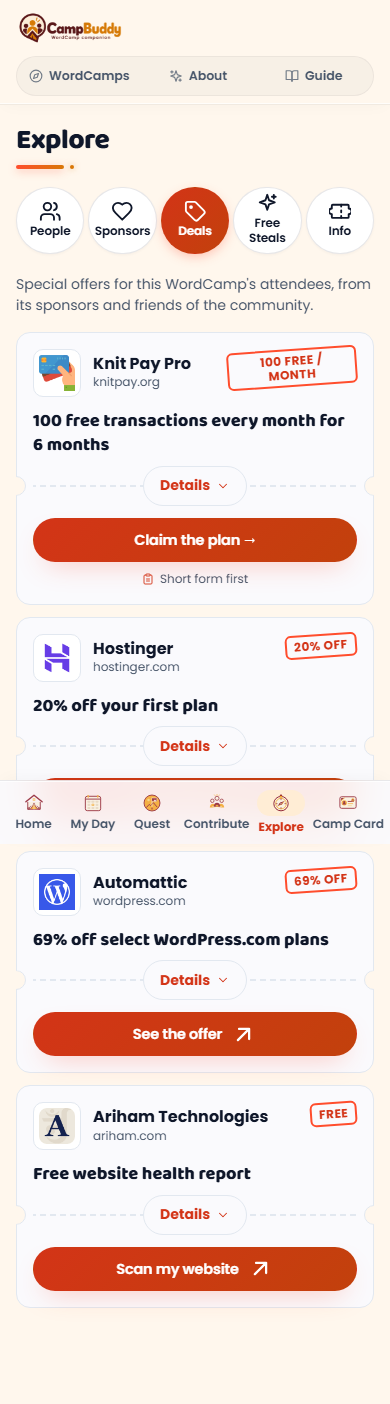 CampBuddy
WordCamp companion
WordCamps
About
Guide
Explore
People
Sponsors
Deals
Free
Steals
Info
Special offers for this WordCamp's attendees, from
its sponsors and friends of the community.
Knit Pay Pro
knitpay.org
100 FREE /
MONTH
100 free transactions every month for
6 months
Details
Claim the plan →
Short form first
Hostinger
hostinger.com
20% OFF
20% off your first plan
Details
Home
My Day
Quest
Contribute
Explore
Camp Card
Automattic
wordpress.com
69% OFF
69% off select WordPress.com plans
Details
See the offer
A
Ariham Technologies
ariham.com
FREE
Free website health report
Details
Scan my website